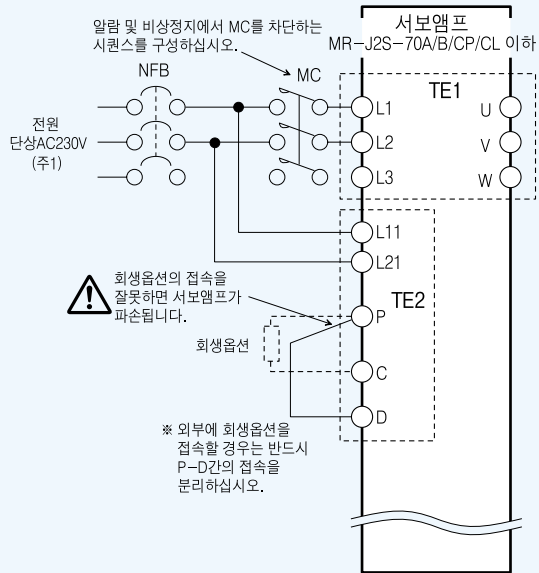 알람 및 비상정지에서 MC를 차단하는
시퀀스를 구성하십시오.
서보앰프
MR-J2S-70A/B/CP/CL 이하
NFB
MC
TE1
전원
단상AC230V
(주1)
L1
U
L2
V
L3
W
L11
L21
TE2
회생옵션의 접속을
잘못하면 서보앰프가
파손됩니다.
P
회생옵션
C
D
※ 외부에 회생옵션을
접속할 경우는 반드시
P-D간의 접속을
분리하십시오.